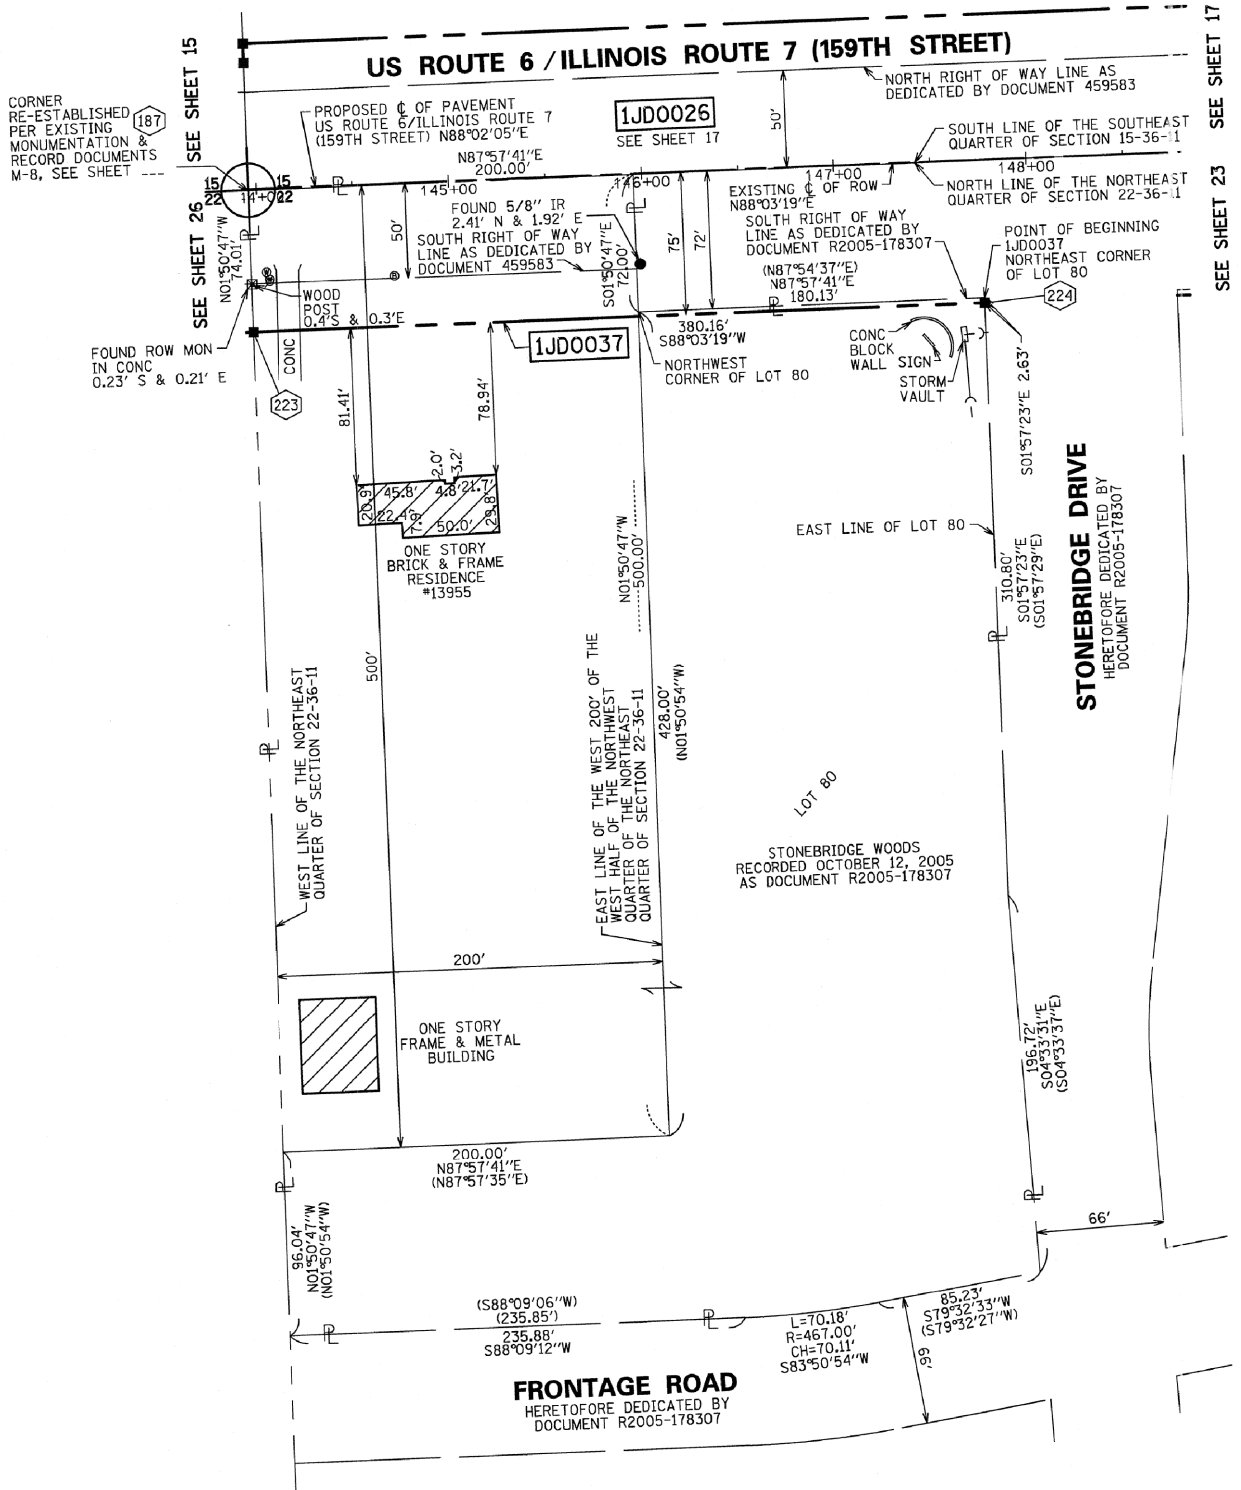 US ROUTE 6 / ILLINOIS ROUTE 7 (159TH STREET)
SEE SHEET 15
SEE SHEET 17
SEE SHEET 26
SEE SHEET 23
CORNER
RE-ESTABLISHED
PER EXISTING
MONUMENTATION &
RECORD DOCUMENTS
M-8, SEE SHEET ___
187
PROPOSED ℄ OF PAVEMENT
US ROUTE 6/ILLINOIS ROUTE 7
(159TH STREET) N88°02'05"E
N87°57'41"E
200.00'
1JD0026
SEE SHEET 17
50'
NORTH RIGHT OF WAY LINE AS
DEDICATED BY DOCUMENT 459583
SOUTH LINE OF THE SOUTHEAST
QUARTER OF SECTION 15-36-11
NORTH LINE OF THE NORTHEAST
QUARTER OF SECTION 22-36-11
15
22
15
22
144+00
145+00
146+00
147+00
148+00
EXISTING ℄ OF ROW
N88°03'19"E
SOUTH RIGHT OF WAY
LINE AS DEDICATED BY
DOCUMENT R2005-178307
(N87°54'37"E)
N87°57'41"E
180.13'
POINT OF BEGINNING
1JD0037
NORTHEAST CORNER
OF LOT 80
224
N01°50'47"W
74.01'
50'
FOUND 5/8" IR
2.41' N & 1.92' E
SOUTH RIGHT OF WAY
LINE AS DEDICATED BY
DOCUMENT 459583
S01°50'47"E
72.00'
75'
72'
WOOD
POST
0.4'S & 0.3'E
FOUND ROW MON
IN CONC
0.23' S & 0.21' E
223
CONC
1JD0037
380.16'
S88°03'19"W
NORTHWEST
CORNER OF LOT 80
CONC
BLOCK
WALL SIGN
STORM
VAULT
S01°57'23"E 2.63'
81.41'
78.94'
2.0'
3.2'
45.8'
4.8'
21.7'
20.9'
22.4'
7.9'
50.0'
29.8'
ONE STORY
BRICK & FRAME
RESIDENCE
#13955
500'
N01°50'47"W
500.00'
EAST LINE OF LOT 80
310.80'
S01°57'23"E
(S01°57'29"E)
STONEBRIDGE DRIVE
HERETOFORE DEDICATED BY
DOCUMENT R2005-178307
WEST LINE OF THE NORTHEAST
QUARTER OF SECTION 22-36-11
EAST LINE OF THE WEST 200' OF THE
WEST HALF OF THE NORTHWEST
QUARTER OF THE NORTHEAST
QUARTER OF SECTION 22-36-11
428.00'
(N01°50'54"W)
LOT 80
STONEBRIDGE WOODS
RECORDED OCTOBER 12, 2005
AS DOCUMENT R2005-178307
200'
ONE STORY
FRAME & METAL
BUILDING
196.72'
S04°33'31"E
(S04°33'37"E)
200.00'
N87°57'41"E
(N87°57'35"E)
96.04'
N01°50'47"W
(N01°50'54"W)
66'
(S88°09'06"W)
(235.85')
235.88'
S88°09'12"W
L=70.18'
R=467.00'
CH=70.11'
S83°50'54"W
85.23'
S79°32'33"W
(S79°32'27"W)
66'
FRONTAGE ROAD
HERETOFORE DEDICATED BY
DOCUMENT R2005-178307